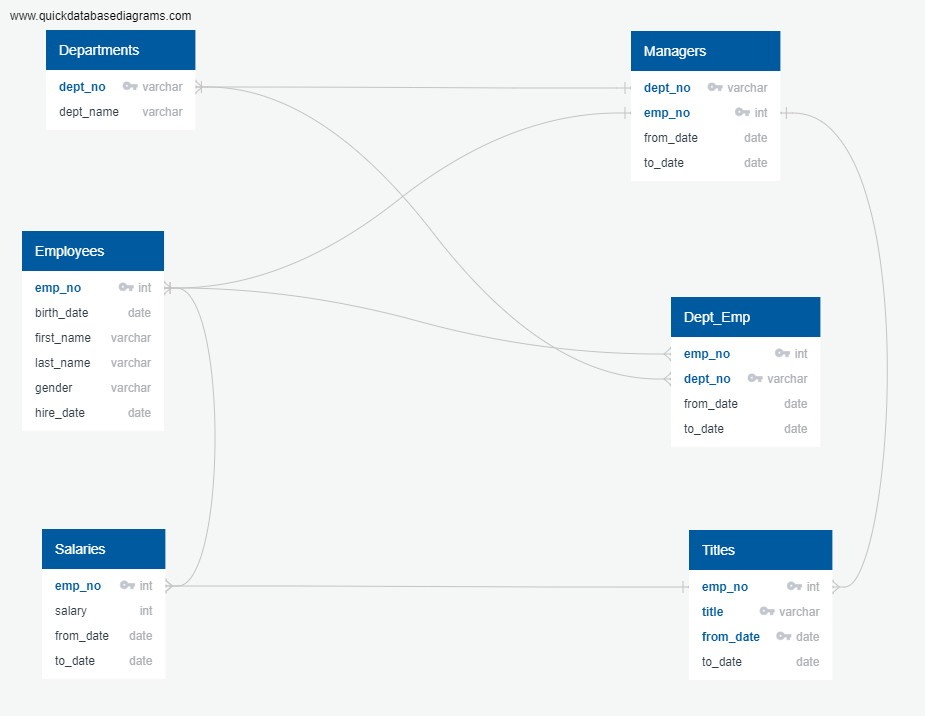 www.quickdatabasediagrams.com
Departments
dept_no varchar
dept_name varchar
Managers
dept_no varchar
emp_no int
from_date date
to_date date
Employees
emp_no int
birth_date date
first_name varchar
last_name varchar
gender varchar
hire_date date
Dept_Emp
emp_no int
dept_no varchar
from_date date
to_date date
Salaries
emp_no int
salary int
from_date date
to_date date
Titles
emp_no int
title varchar
from_date date
to_date date